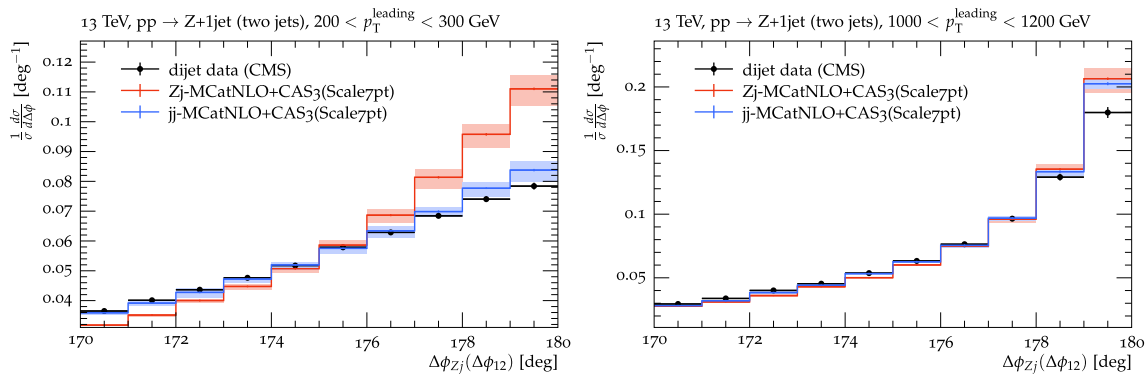 13 TeV, pp → Z+1jet (two jets), 200 < p_T^leading < 300 GeV
1/σ dσ/dΔϕ [deg⁻¹]
0.12
0.11
0.1
0.09
0.08
0.07
0.06
0.05
0.04
dijet data (CMS)
Zj-MCatNLO+CAS3(Scale7pt)
jj-MCatNLO+CAS3(Scale7pt)
170 172 174 176 178 180
Δϕ_Zj(Δϕ_12) [deg]
13 TeV, pp → Z+1jet (two jets), 1000 < p_T^leading < 1200 GeV
1/σ dσ/dΔϕ [deg⁻¹]
0.2
0.15
0.1
0.05
dijet data (CMS)
Zj-MCatNLO+CAS3(Scale7pt)
jj-MCatNLO+CAS3(Scale7pt)
170 172 174 176 178 180
Δϕ_Zj(Δϕ_12) [deg]